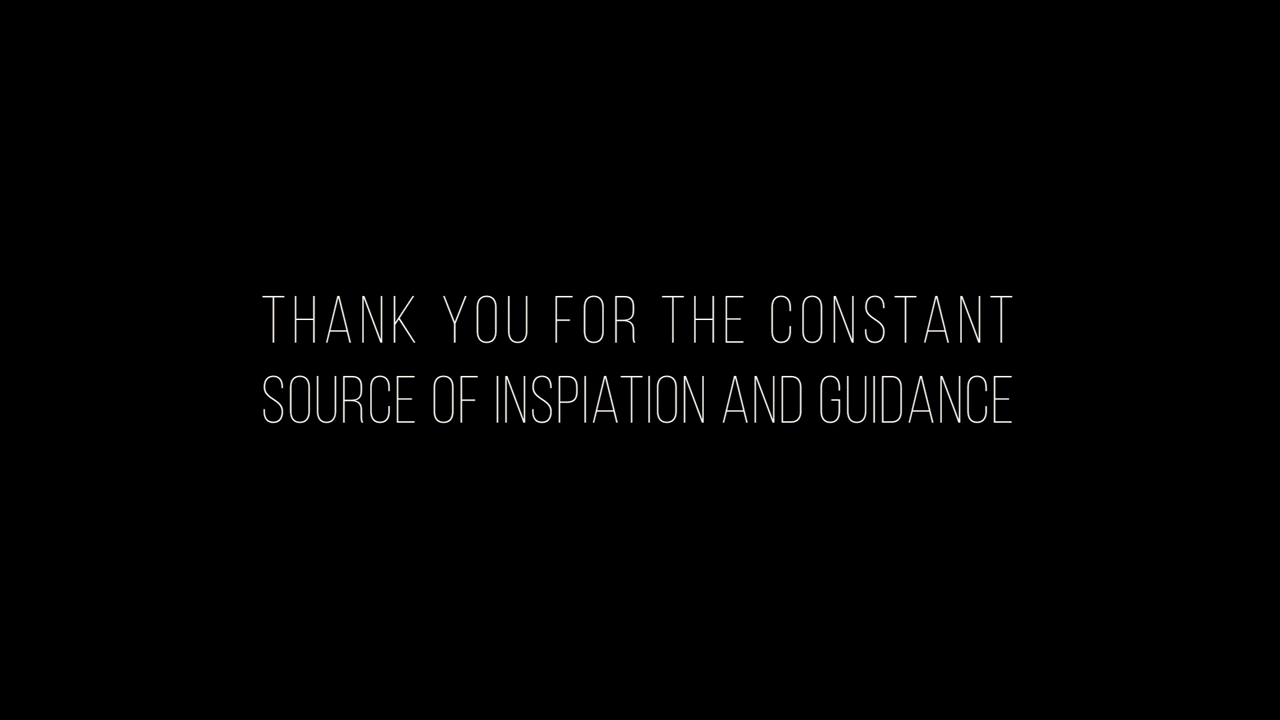 THANK YOU FOR THE CONSTANT
SOURCE OF INSPIATION AND GUIDANCE